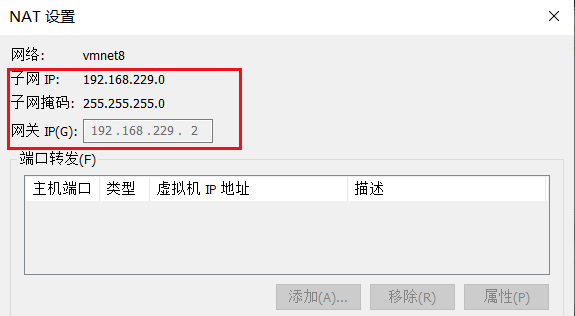 NAT 设置
网络: vmnet8
子网 IP: 192.168.229.0
子网掩码: 255.255.255.0
网关 IP(G): 192 . 168 . 229 . 2
端口转发(F)
主机端口 类型 虚拟机 IP 地址 描述
添加(A)... 移除(R) 属性(P)